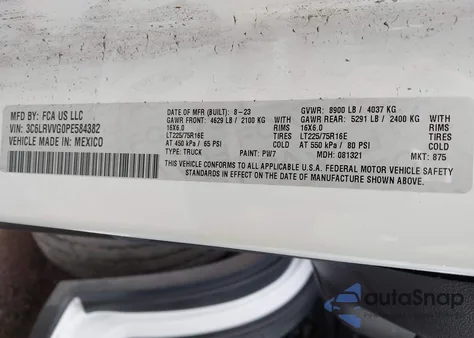 MFD BY: FCA US LLC
VIN: 3C6LRVVG0PE584382
VEHICLE MADE IN: MEXICO
DATE OF MFR (BUILT): 8-23 GVWR: 8900 LB / 4037 KG
GAWR FRONT: 4629 LB / 2100 KG GAWR REAR: 5291 LB / 2400 KG
16X6.0 RIMS 16X6.0 RIMS
LT225/75R16E TIRES LT225/75R16E TIRES
AT 450 kPa / 65 PSI AT 550 kPa / 80 PSI
TYPE: TRUCK PAINT: PW7 MDH: 081321 MKT: 875
THIS VEHICLE CONFORMS TO ALL APPLICABLE U.S.A. FEDERAL MOTOR VEHICLE SAFETY
STANDARDS IN EFFECT ON THE DATE OF MANUFACTURE SHOWN ABOVE.
autoSnap